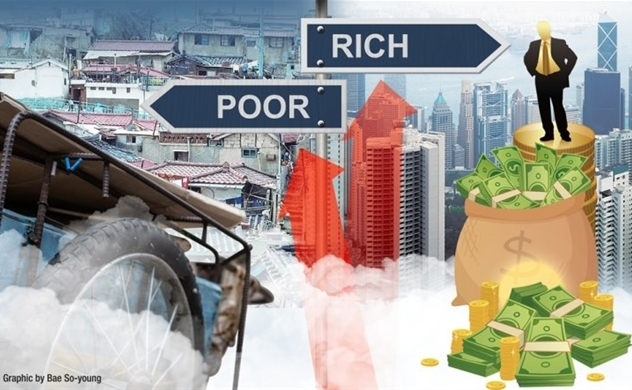 RICH
POOR
$
Graphic by Bae So-young